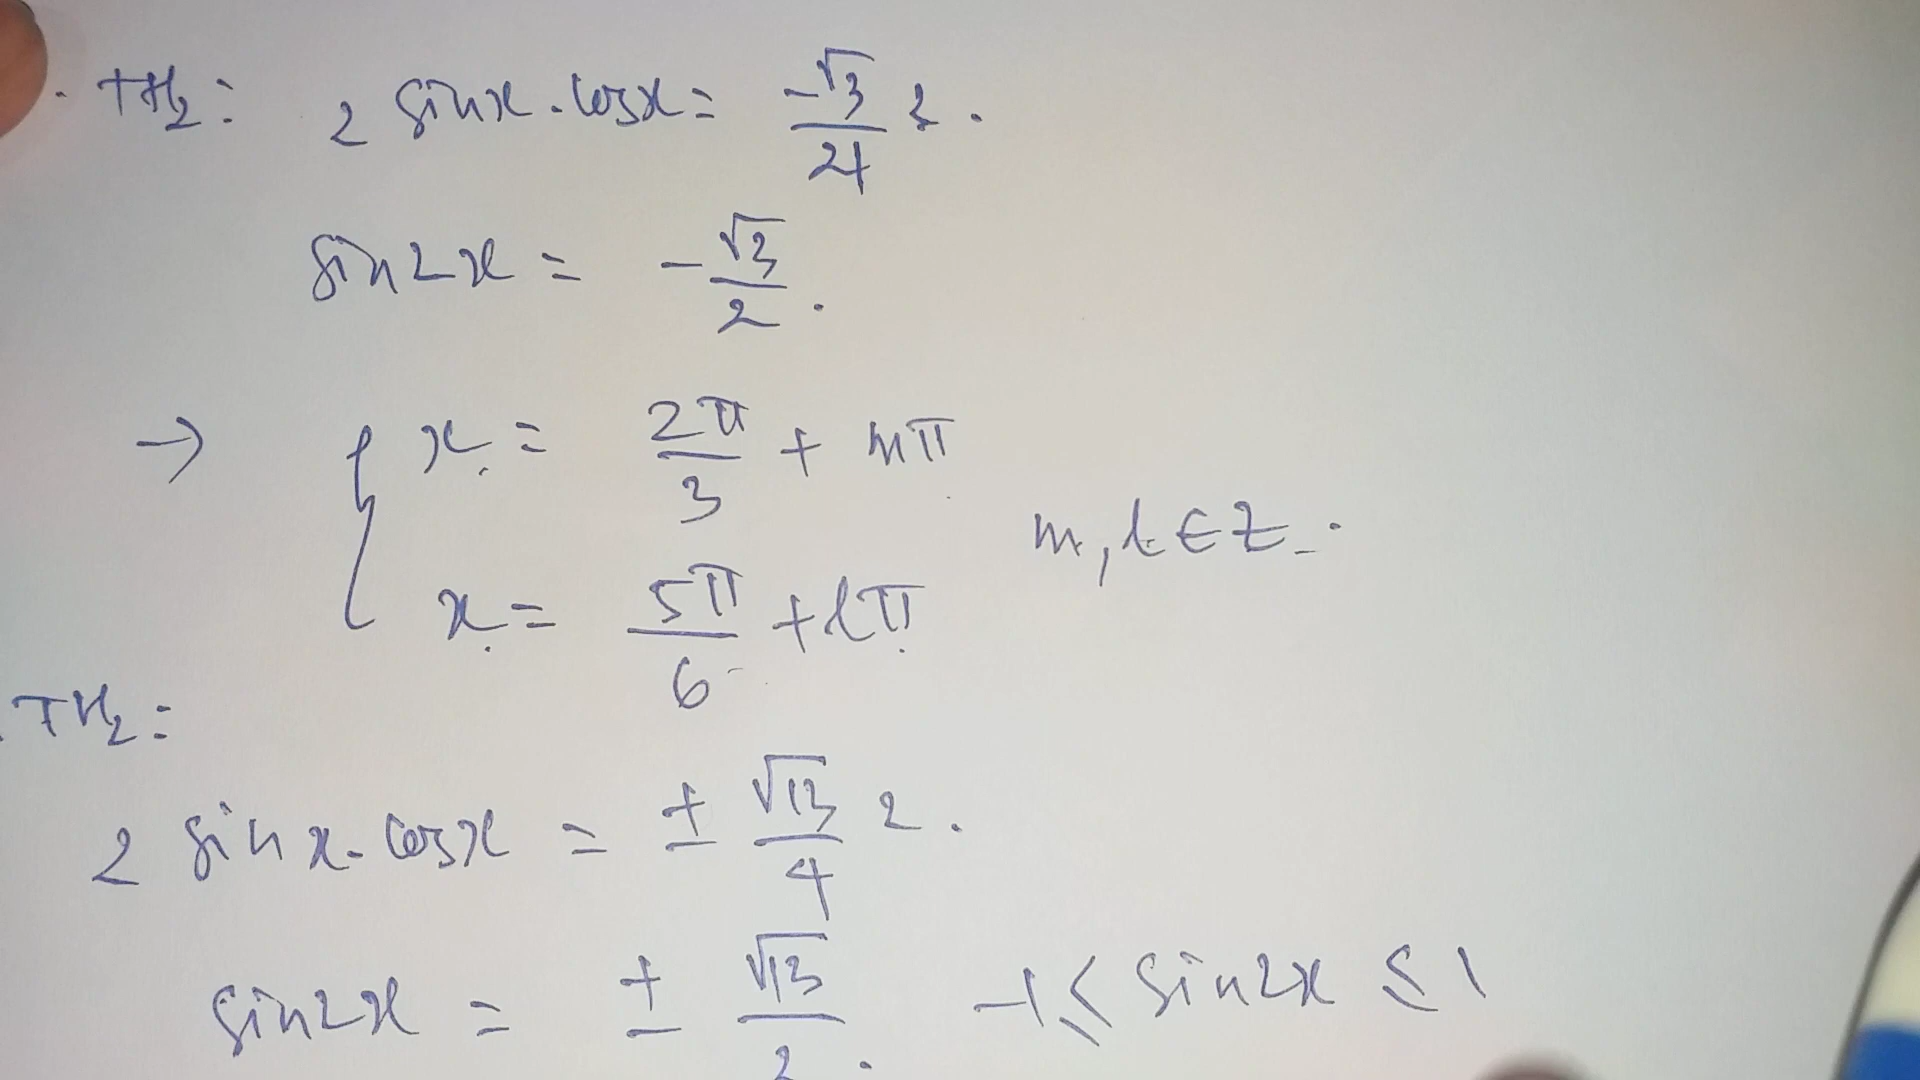 . TH₂: 2 sinx.cosx = -√3/4 2.
sin2x = -√3/2.
→ { x = 2π/3 + mπ
m, l ∈ Z.
x = 5π/6 + lπ
. TH₂:
2 sinx.cosx = ± √13/4 2.
sin2x = ± √13/2. -1 ≤ sin2x ≤ 1